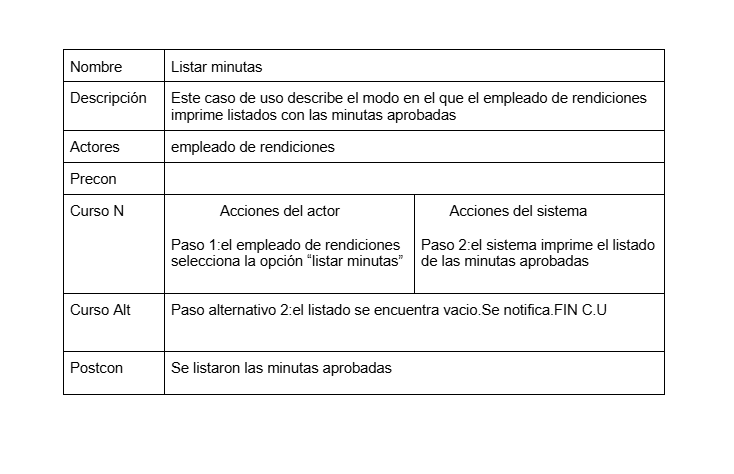 Nombre
Listar minutas
Descripción
Este caso de uso describe el modo en el que el empleado de rendiciones
imprime listados con las minutas aprobadas
Actores
empleado de rendiciones
Precon
Curso N
Acciones del actor
Paso 1:el empleado de rendiciones
selecciona la opción “listar minutas”
Acciones del sistema
Paso 2:el sistema imprime el listado
de las minutas aprobadas
Curso Alt
Paso alternativo 2:el listado se encuentra vacio.Se notifica.FIN C.U
Postcon
Se listaron las minutas aprobadas